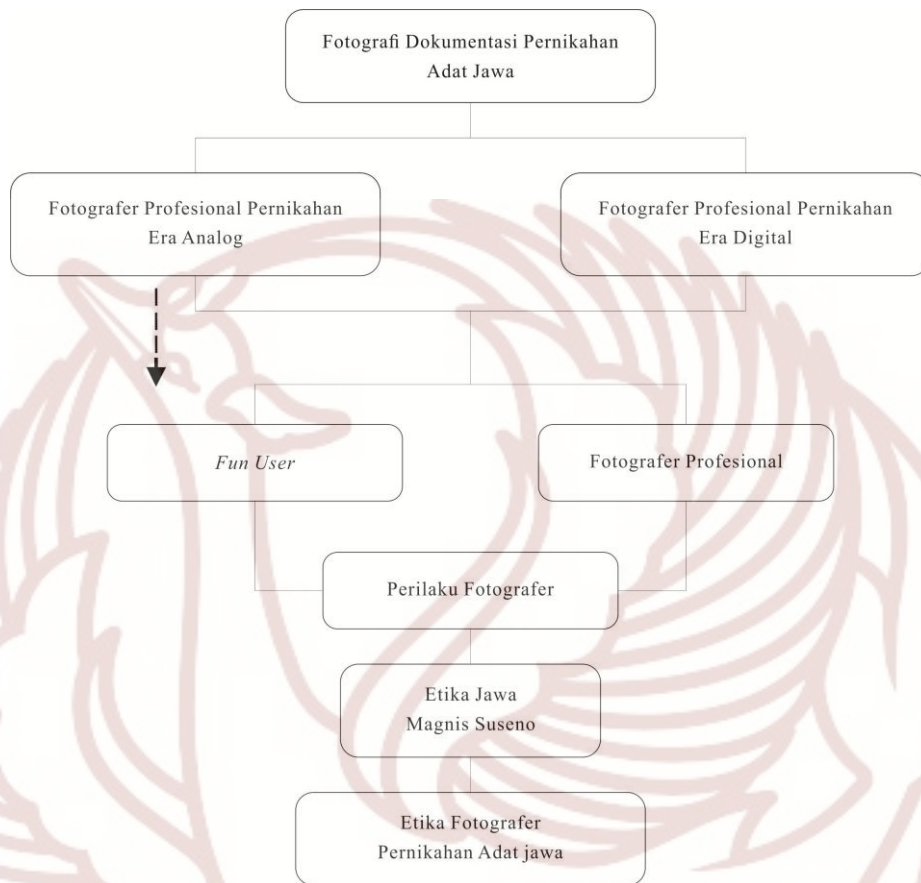 Fotografi Dokumentasi Pernikahan
Adat Jawa
Fotografer Profesional Pernikahan
Era Analog
Fotografer Profesional Pernikahan
Era Digital
Fun User
Fotografer Profesional
Perilaku Fotografer
Etika Jawa
Magnis Suseno
Etika Fotografer
Pernikahan Adat jawa